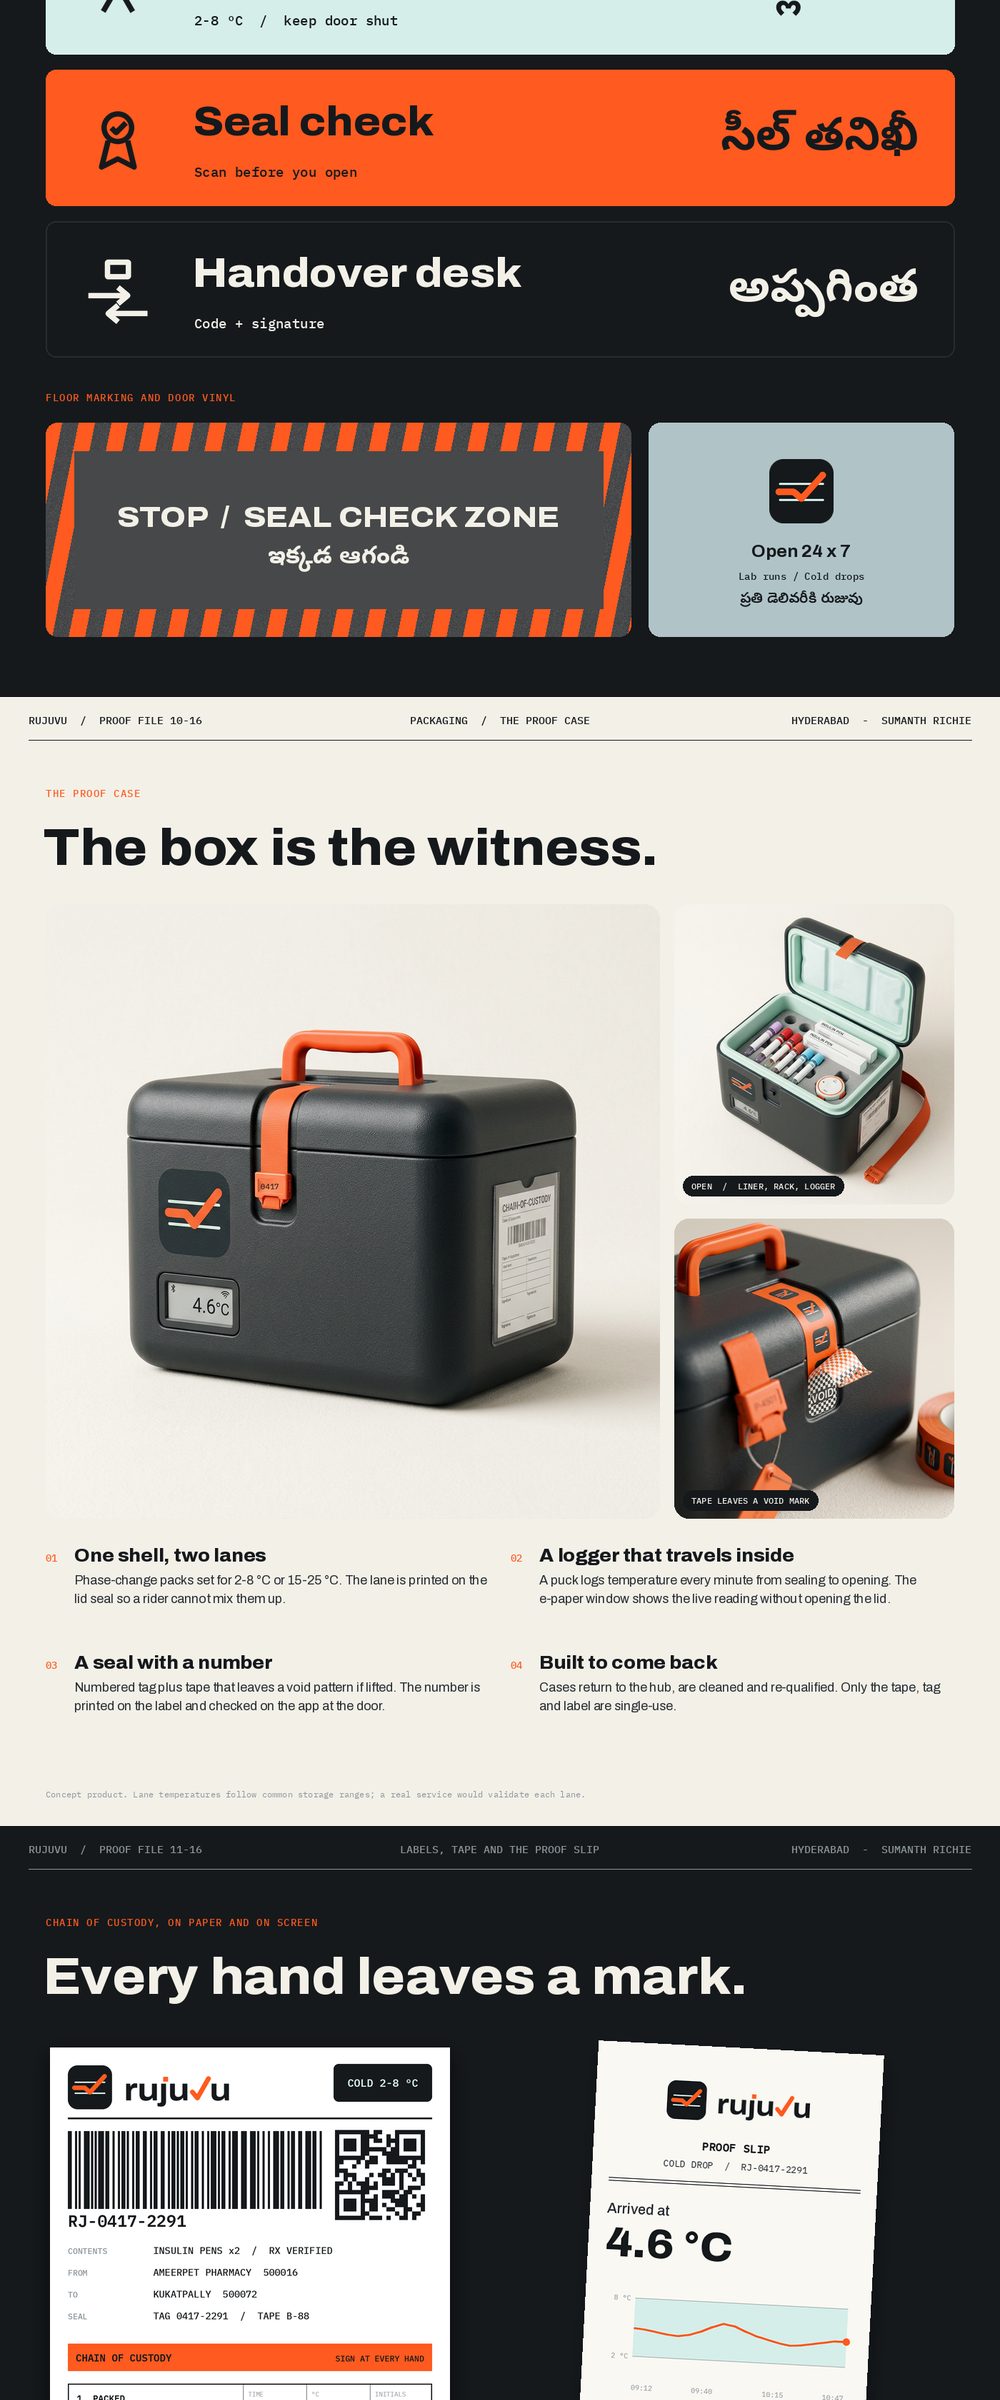 2-8 °C / keep door shut
Seal check
Scan before you open
సీల్ తనిఖీ
Handover desk
Code + signature
అప్పగింత
FLOOR MARKING AND DOOR VINYL
STOP / SEAL CHECK ZONE
ఇక్కడ ఆగండి
Open 24 x 7
Lab runs / Cold drops
ప్రతి డెలివరీకి రుజువు
RUJUVU / PROOF FILE 10-16
PACKAGING / THE PROOF CASE
HYDERABAD - SUMANTH RICHIE
THE PROOF CASE
The box is the witness.
0417
4.6°C
CHAIN-OF-CUSTODY
INSULIN PEN
INSULIN PEN
OPEN / LINER, RACK, LOGGER
VOID
TAPE LEAVES A VOID MARK
01 One shell, two lanes
Phase-change packs set for 2-8 °C or 15-25 °C. The lane is printed on the
lid seal so a rider cannot mix them up.
02 A logger that travels inside
A puck logs temperature every minute from sealing to opening. The
e-paper window shows the live reading without opening the lid.
03 A seal with a number
Numbered tag plus tape that leaves a void pattern if lifted. The number is
printed on the label and checked on the app at the door.
04 Built to come back
Cases return to the hub, are cleaned and re-qualified. Only the tape, tag
and label are single-use.
Concept product. Lane temperatures follow common storage ranges; a real service would validate each lane.
RUJUVU / PROOF FILE 11-16
LABELS, TAPE AND THE PROOF SLIP
HYDERABAD - SUMANTH RICHIE
CHAIN OF CUSTODY, ON PAPER AND ON SCREEN
Every hand leaves a mark.
rujuvu
COLD 2-8 °C
RJ-0417-2291
CONTENTS INSULIN PENS x2 / RX VERIFIED
FROM AMEERPET PHARMACY 500016
TO KUKATPALLY 500072
SEAL TAG 0417-2291 / TAPE B-88
CHAIN OF CUSTODY SIGN AT EVERY HAND
1 PACKED TIME °C INITIALS
rujuvu
PROOF SLIP
COLD DROP / RJ-0417-2291
Arrived at
4.6 °C
8 °C
2 °C
09:12 09:40 10:15 10:47